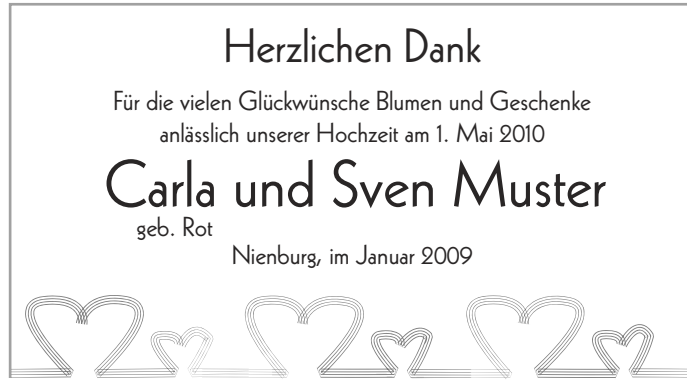 Herzlichen Dank
Für die vielen Glückwünsche Blumen und Geschenke
anlässlich unserer Hochzeit am 1. Mai 2010
Carla und Sven Muster
geb. Rot
Nienburg, im Januar 2009